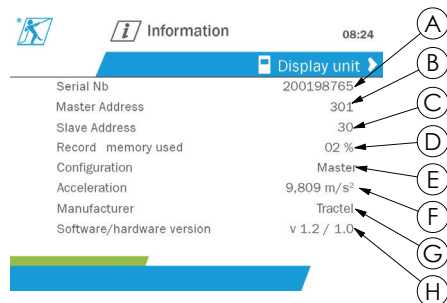 i Information 08:24 A
Display unit B
Serial Nb 200198765
Master Address 301 C
Slave Address 30
Record memory used 02 % D
Configuration Master E
Acceleration 9,809 m/s² F
Manufacturer Tractel
Software/hardware version v 1.2 / 1.0 G
H